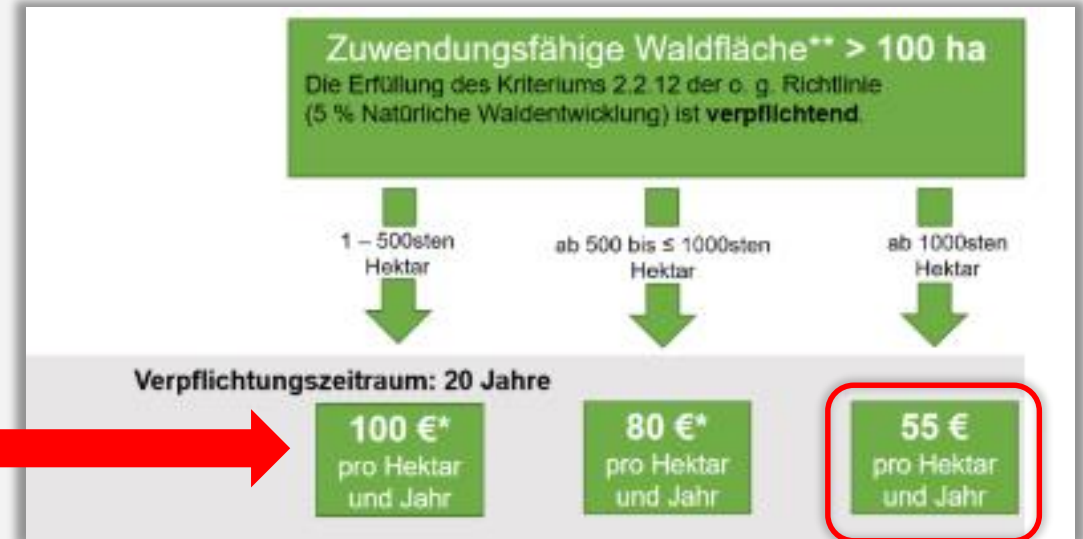 Zuwendungsfähige Waldfläche** > 100 ha
Die Erfüllung des Kriteriums 2.2.12 der o. g. Richtlinie
(5 % Natürliche Waldentwicklung) ist verpflichtend.
1 – 500sten
Hektar
ab 500 bis ≤ 1000sten
Hektar
ab 1000sten
Hektar
Verpflichtungszeitraum: 20 Jahre
100 €*
pro Hektar
und Jahr
80 €*
pro Hektar
und Jahr
55 €
pro Hektar
und Jahr